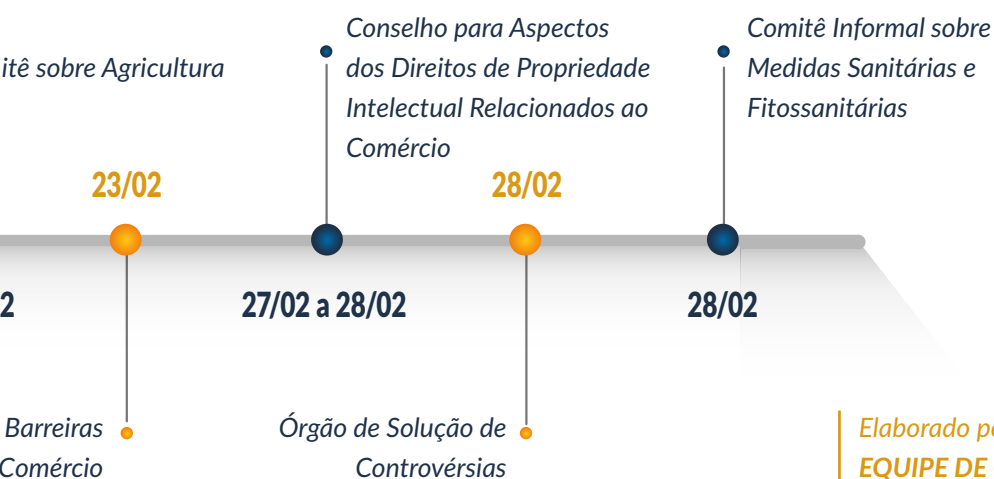 Conselho para Aspectos
dos Direitos de Propriedade
Intelectual Relacionados ao
Comércio
Comitê Informal sobre
Medidas Sanitárias e
Fitossanitárias
itê sobre Agricultura
23/02
28/02
2
27/02 a 28/02
28/02
Barreiras
Comércio
Órgão de Solução de
Controvérsias
Elaborado po
EQUIPE DE